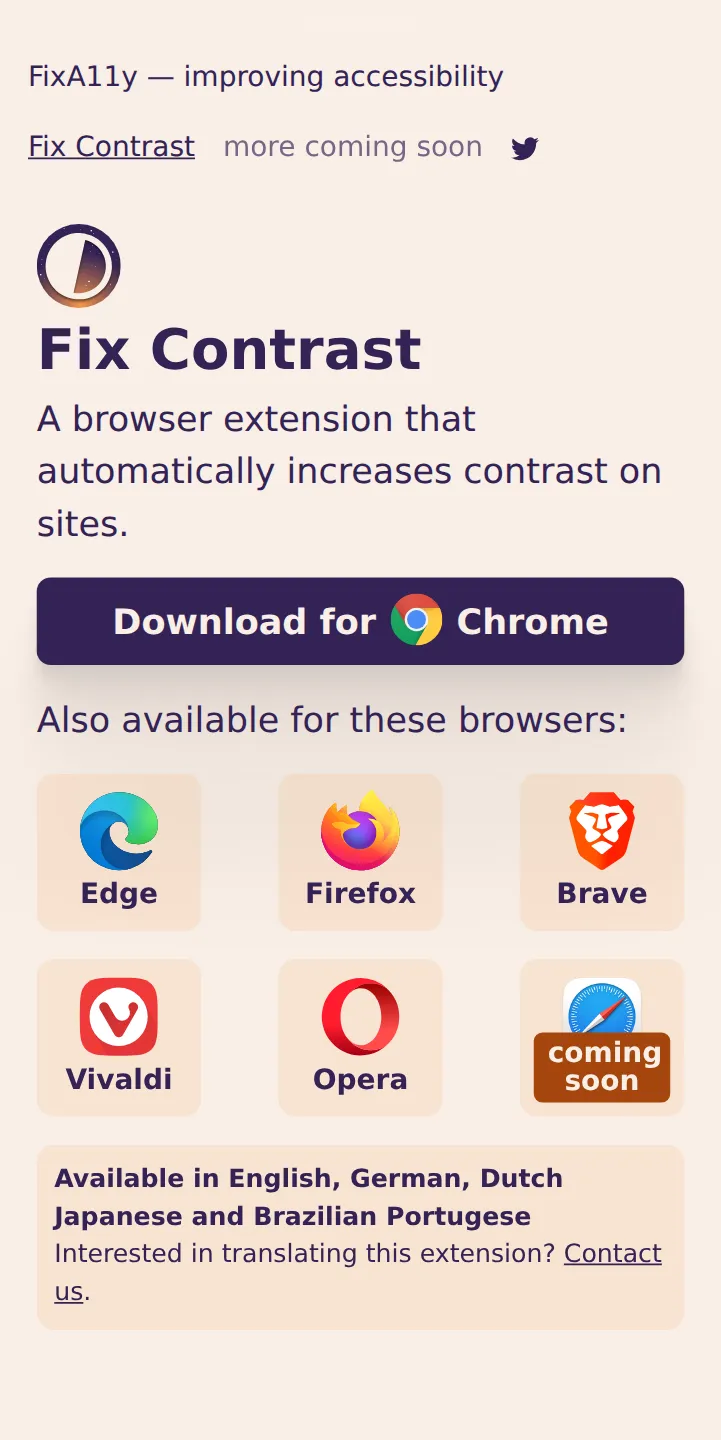 FixA11y — improving accessibility
Fix Contrast more coming soon
Fix Contrast
A browser extension that
automatically increases contrast on
sites.
Download for Chrome
Also available for these browsers:
Edge Firefox Brave
Vivaldi Opera coming
soon
Available in English, German, Dutch
Japanese and Brazilian Portugese
Interested in translating this extension? Contact
us.